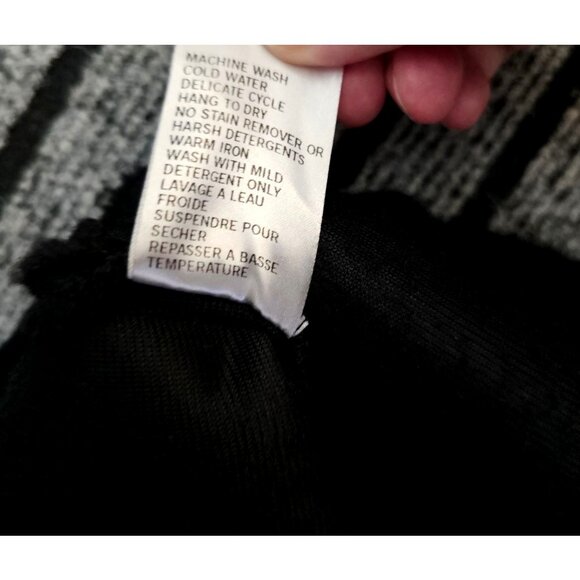 MACHINE WASH
COLD WATER
DELICATE CYCLE
HANG TO DRY
NO STAIN REMOVER OR
HARSH DETERGENTS
WARM IRON
WASH WITH MILD
DETERGENT ONLY
LAVAGE A LEAU
FROIDE
SUSPENDRE POUR
SECHER
REPASSER A BASSE
TEMPERATURE